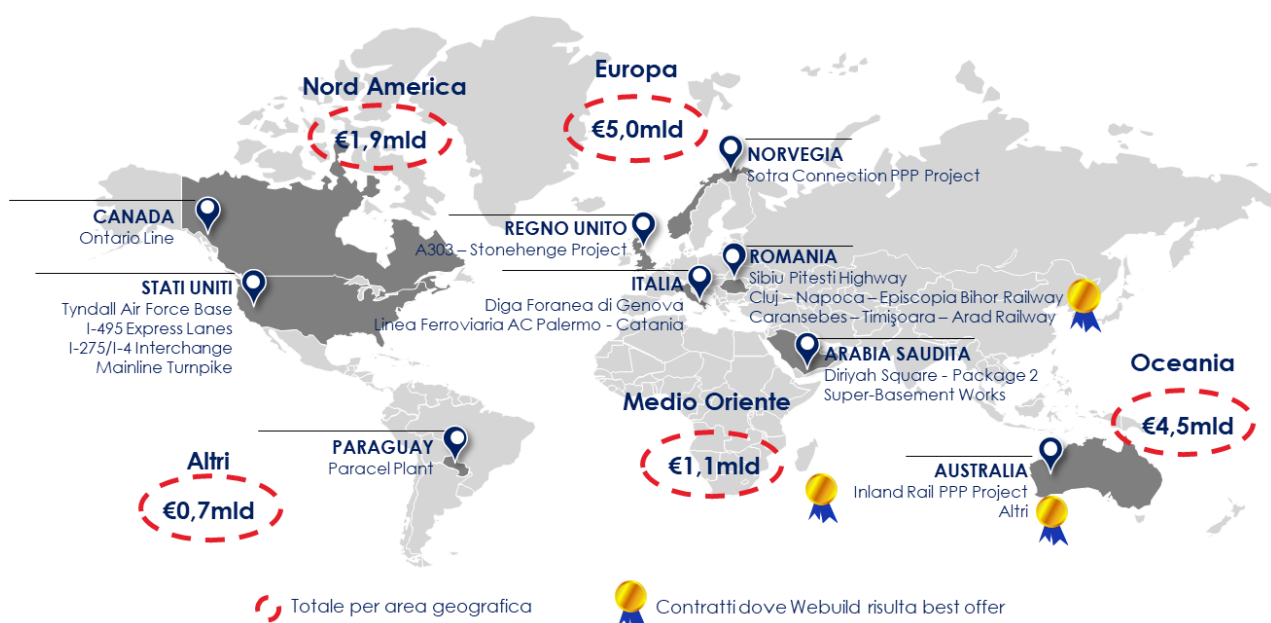 Nord America
€1,9mld
Europa
€5,0mld
NORVEGIA
Sotra Connection PPP Project
CANADA
Ontario Line
REGNO UNITO
A303 – Stonehenge Project
STATI UNITI
Tyndall Air Force Base
I-495 Express Lanes
I-275/I-4 Interchange
Mainline Turnpike
ITALIA
Diga Foranea di Genova
Linea Ferroviaria AC Palermo - Catania
ROMANIA
Sibiu Pitesti Highway
Cluj – Napoca – Episcopia Bihor Railway
Caransebes – Timişoara – Arad Railway
ARABIA SAUDITA
Diriyah Square - Package 2
Super-Basement Works
Oceania
€4,5mld
Medio Oriente
€1,1mld
PARAGUAY
Paracel Plant
Altri
€0,7mld
AUSTRALIA
Inland Rail PPP Project
Altri
Totale per area geografica
Contratti dove Webuild risulta best offer